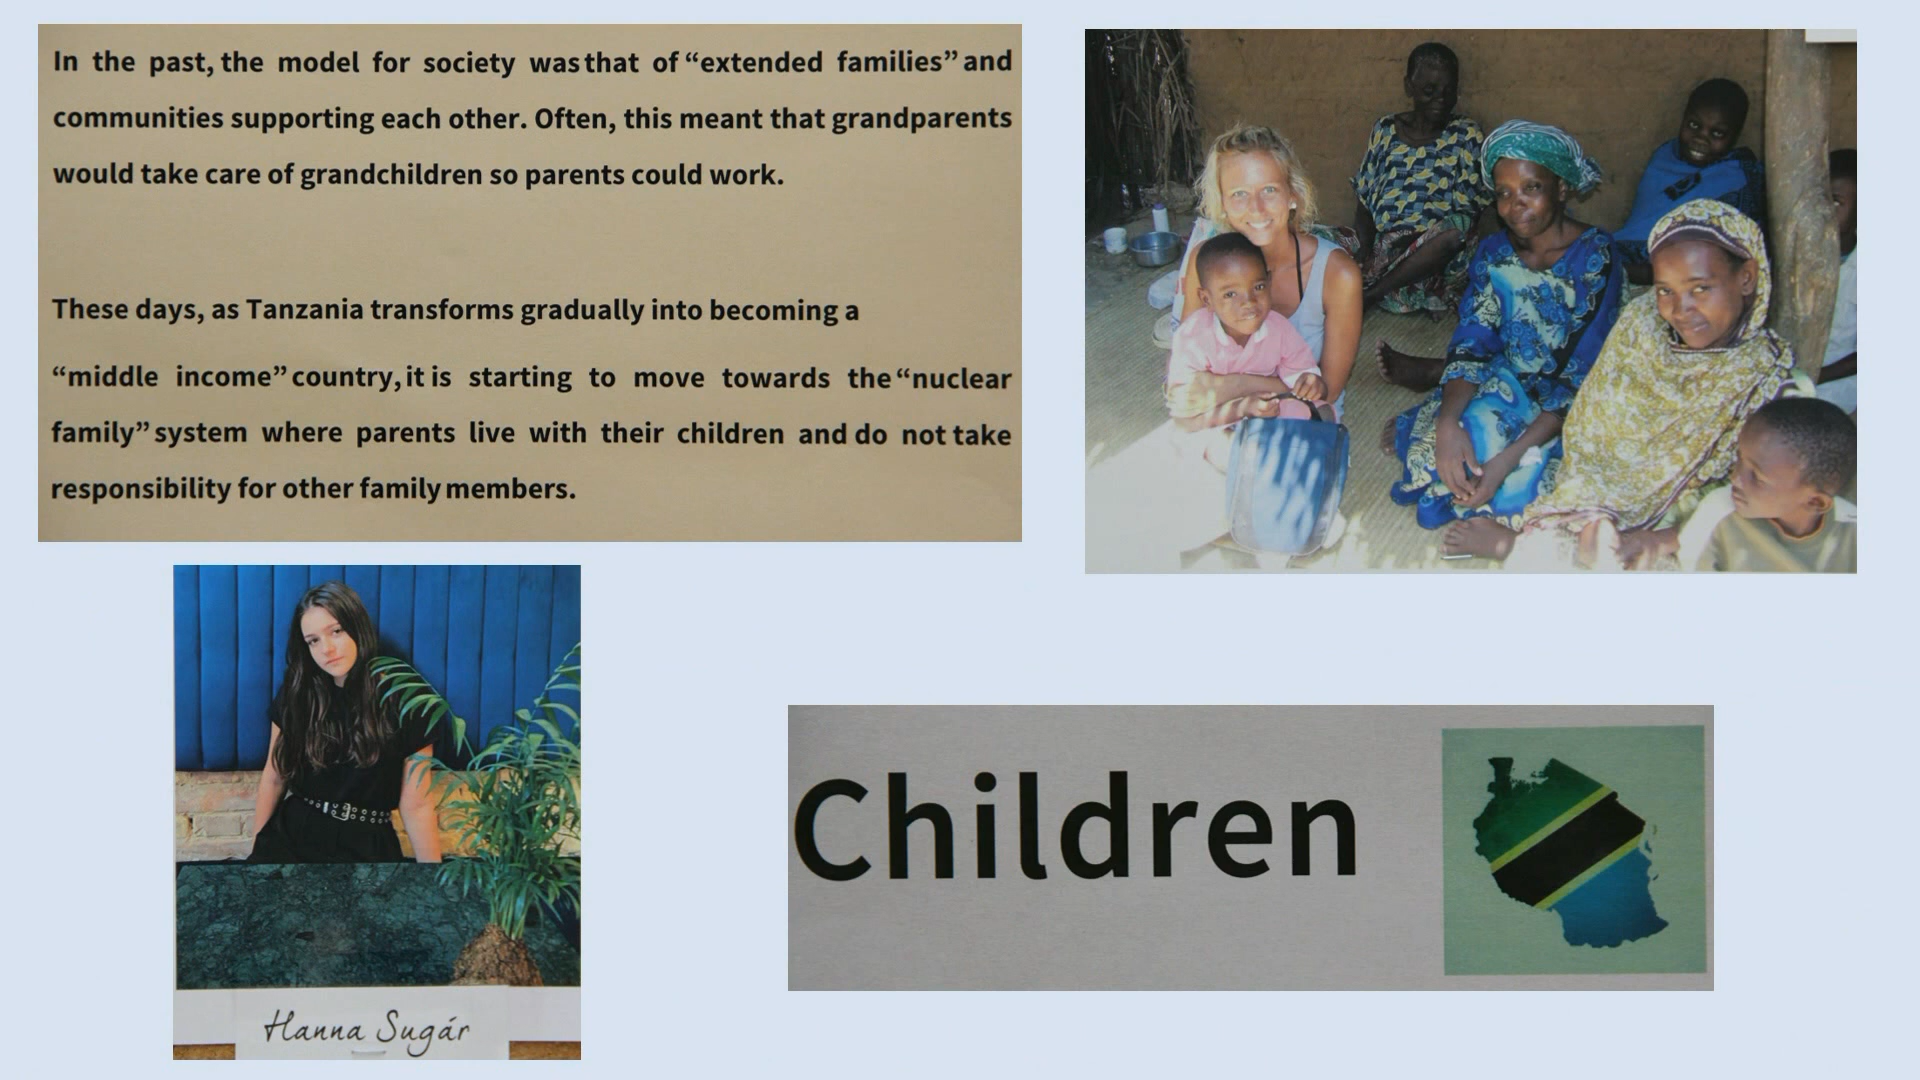 In the past, the model for society was that of “extended families” and
communities supporting each other. Often, this meant that grandparents
would take care of grandchildren so parents could work.
These days, as Tanzania transforms gradually into becoming a
“middle income” country, it is starting to move towards the “nuclear
family” system where parents live with their children and do not take
responsibility for other family members.
Hanna Sugár
Children